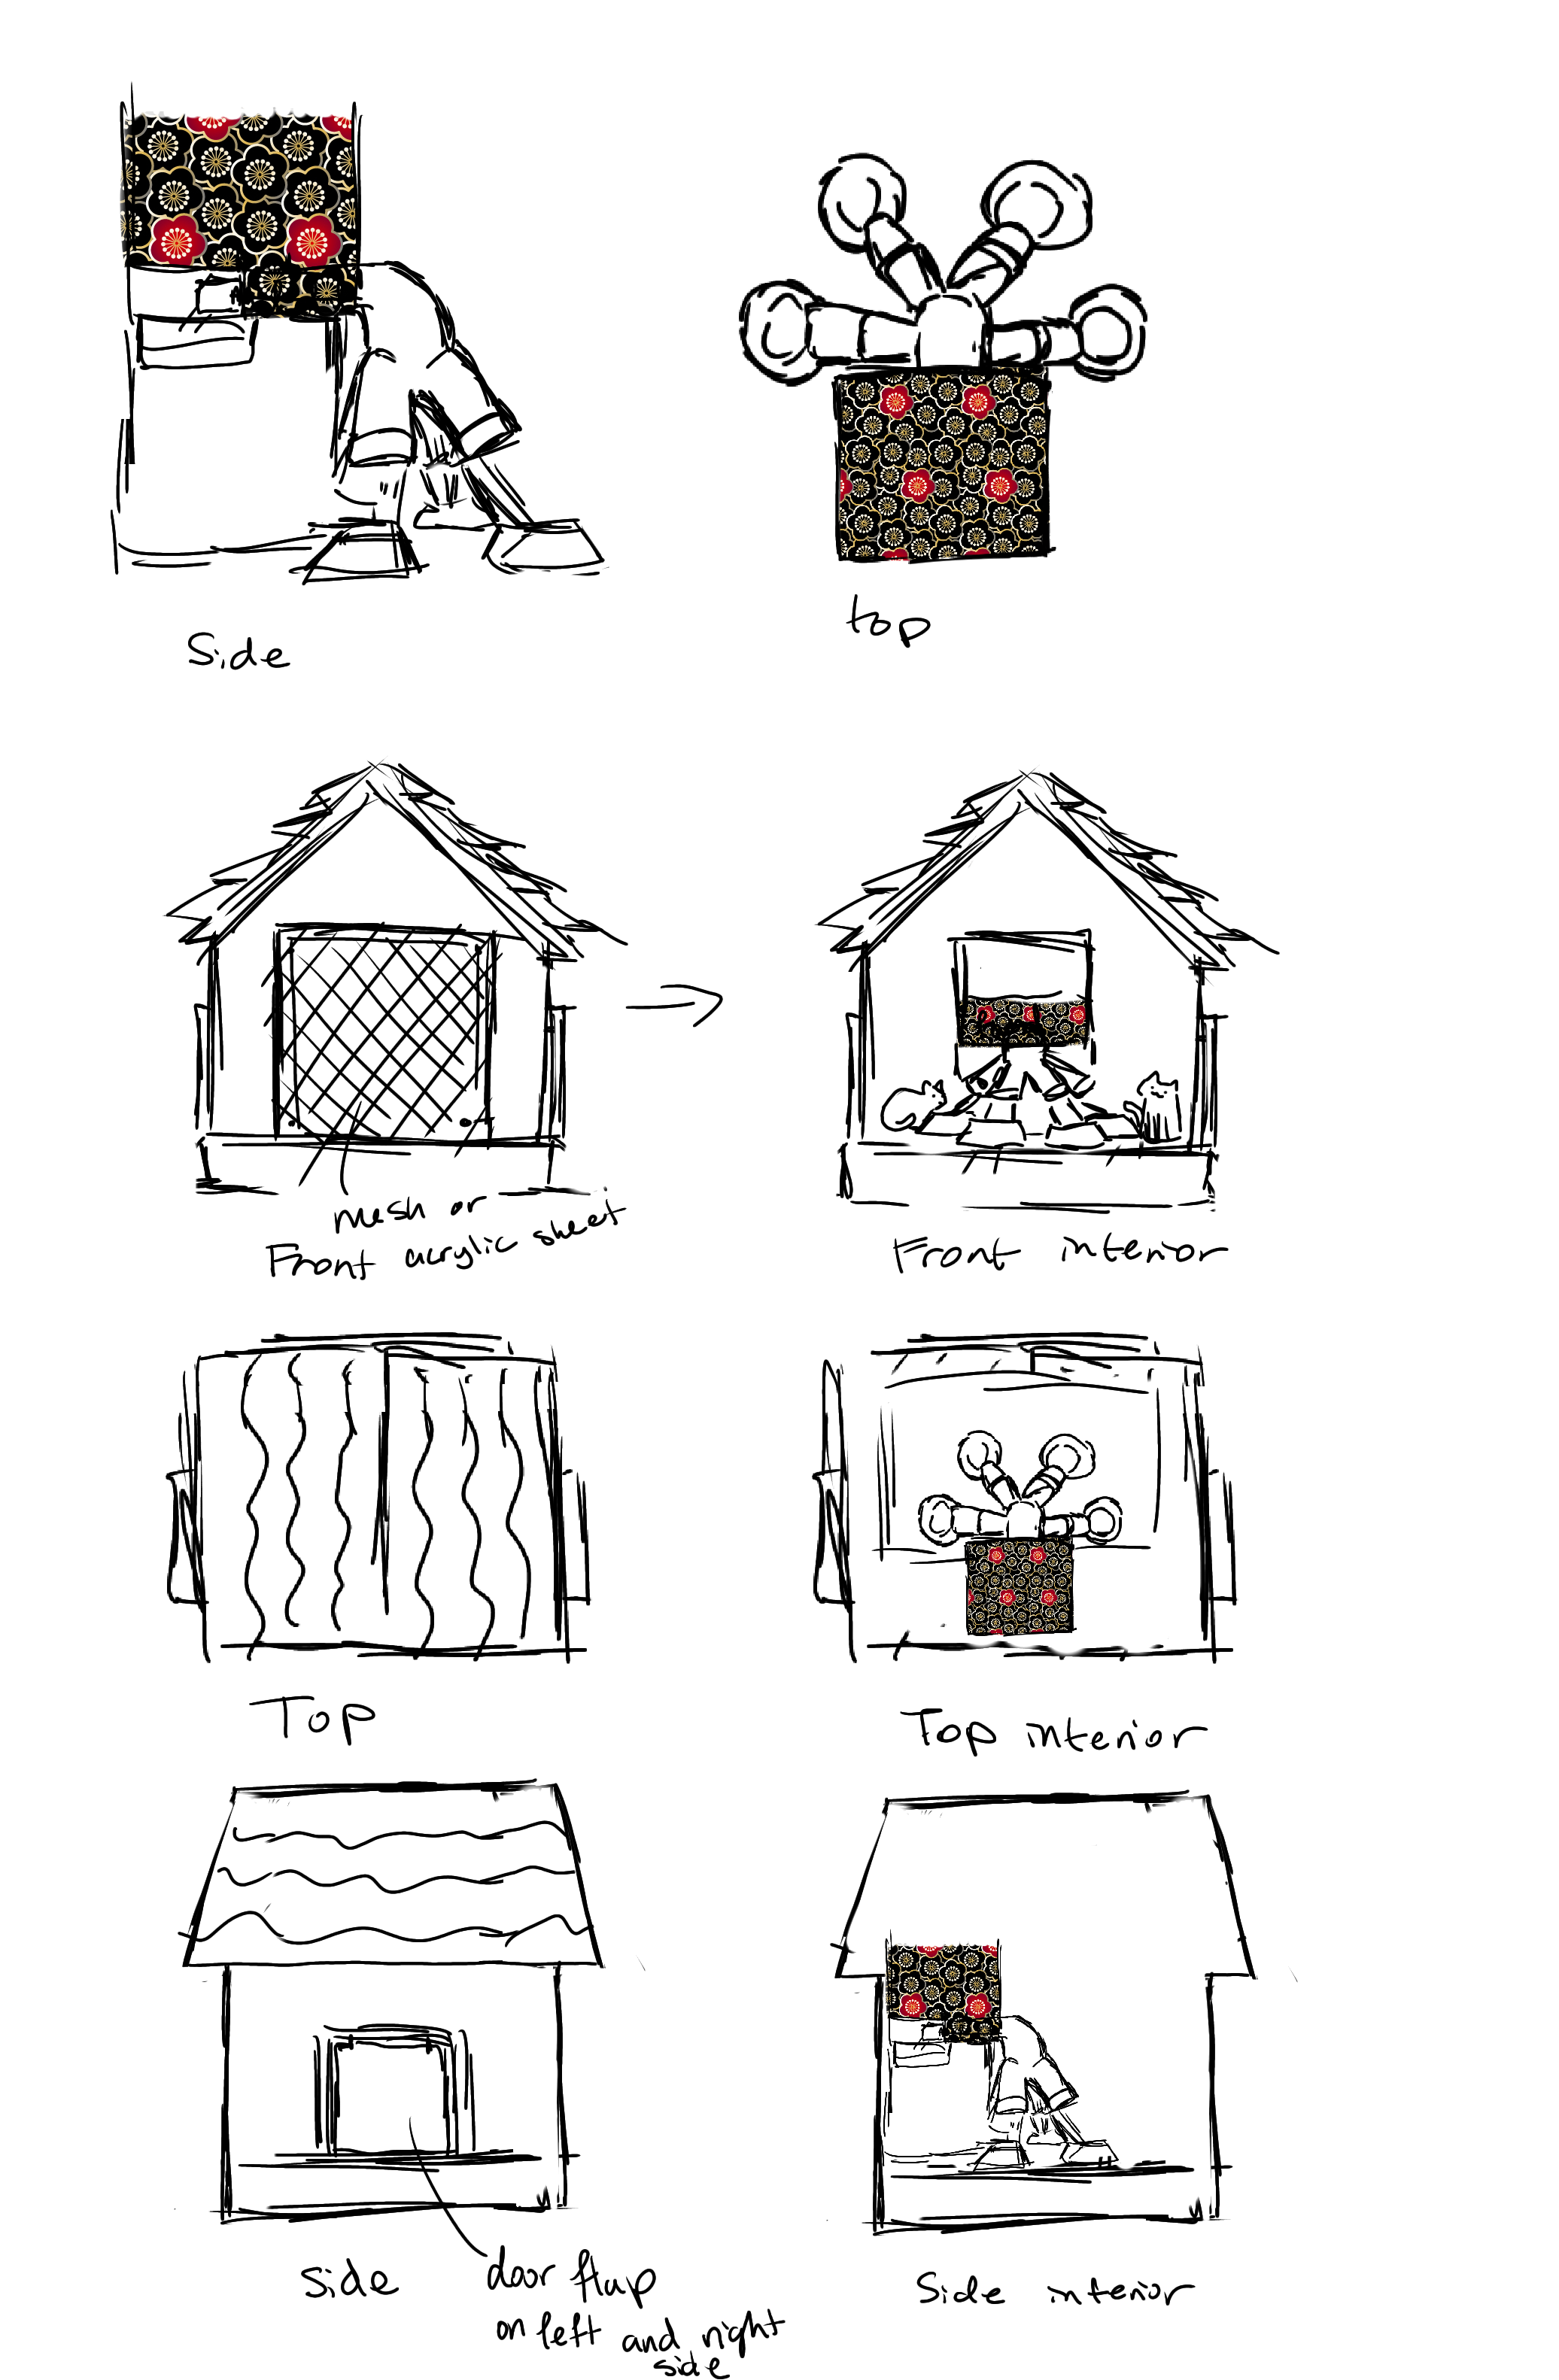 Side
top
mesh or
Front acrylic sheet
Front interior
Top
Top interior
Side
door flap
on left and right
side
Side interior